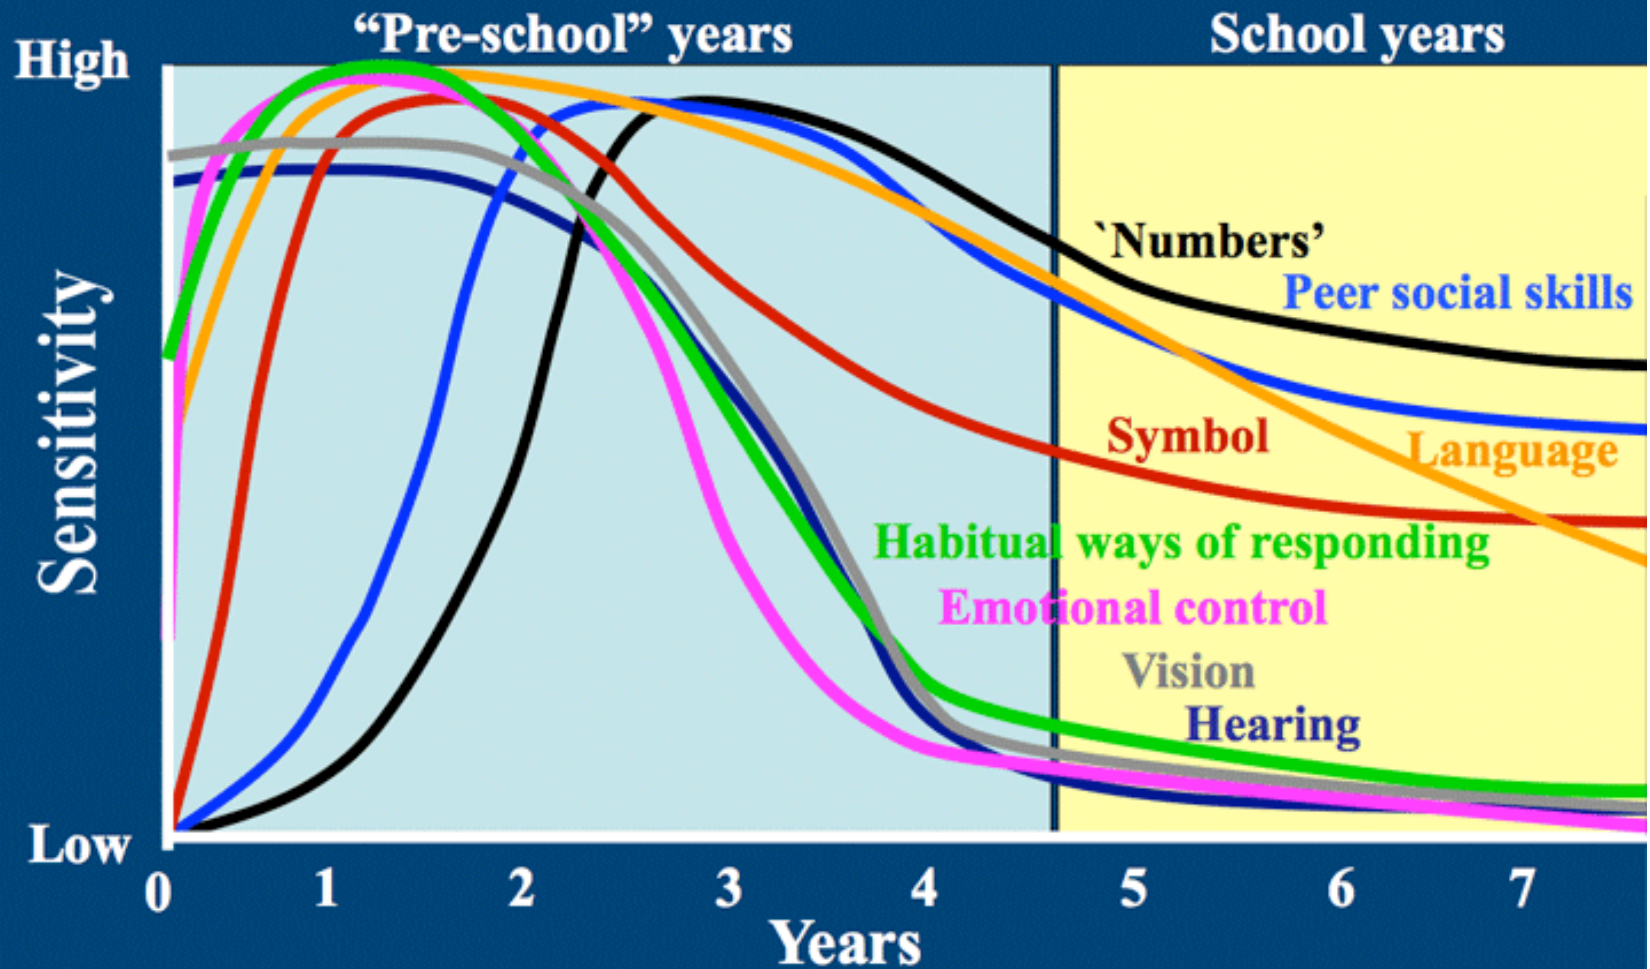 “Pre-school” years
School years
High
Sensitivity
`Numbers’
Peer social skills
Symbol
Language
Habitual ways of responding
Emotional control
Vision
Hearing
Low
0 1 2 3 4 5 6 7
Years